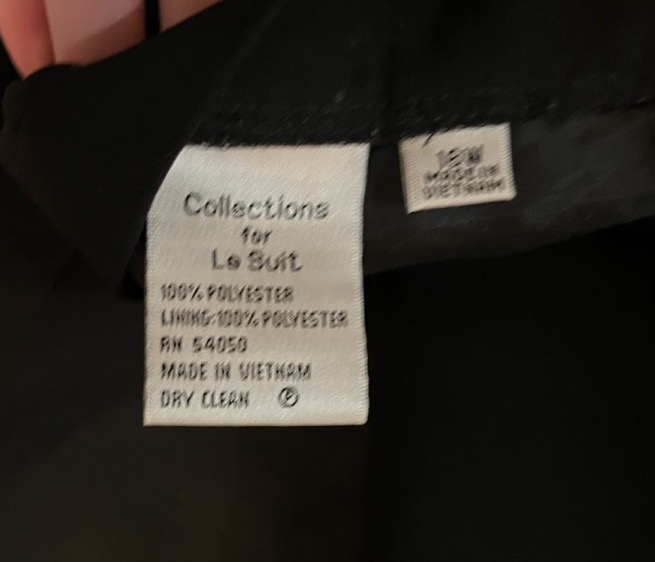 Collections
for
Le Suit
100% POLYESTER
LINING: 100% POLYESTER
RN 54050
MADE IN VIETNAM
DRY CLEAN Ⓟ
MADE IN
VIETNAM